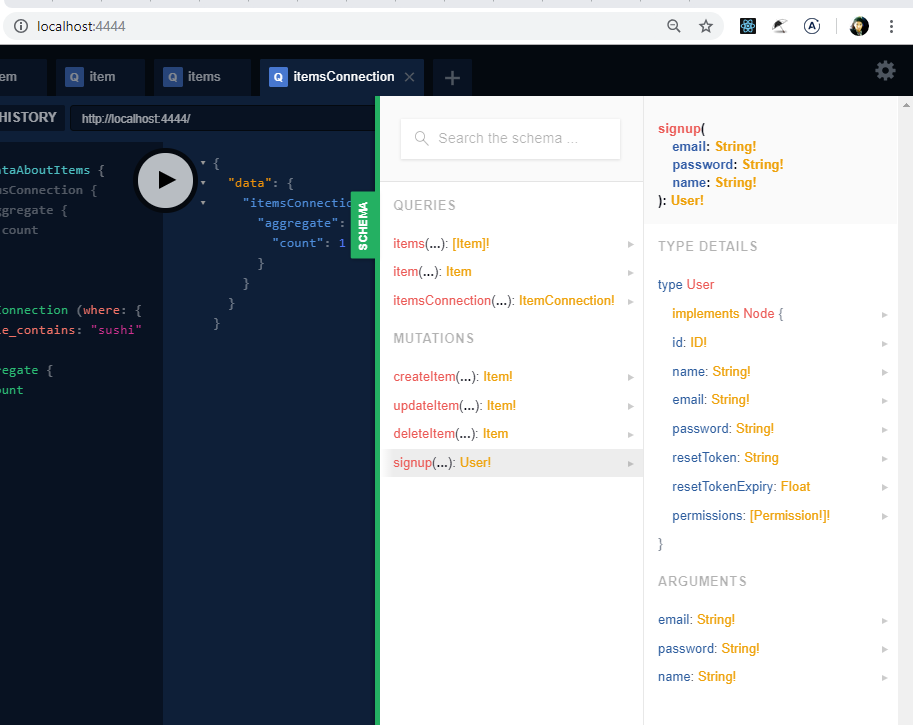 localhost:4444
em
Q item
Q items
Q itemsConnection
HISTORY
http://localhost:4444/
ataAboutItems {
msConnection {
ggregate {
count
Connection (where: {
le_contains: "sushi"
regate {
ount
{
"data": {
"itemsConnectio
"aggregate":
"count": 1
}
}
}
}
SCHEMA
Search the schema ...
QUERIES
items(...): [Item]!
item(...): Item
itemsConnection(...): ItemConnection!
MUTATIONS
createItem(...): Item!
updateItem(...): Item!
deleteItem(...): Item
signup(...): User!
signup(
email: String!
password: String!
name: String!
): User!
TYPE DETAILS
type User
implements Node {
id: ID!
name: String!
email: String!
password: String!
resetToken: String
resetTokenExpiry: Float
permissions: [Permission!]!
}
ARGUMENTS
email: String!
password: String!
name: String!